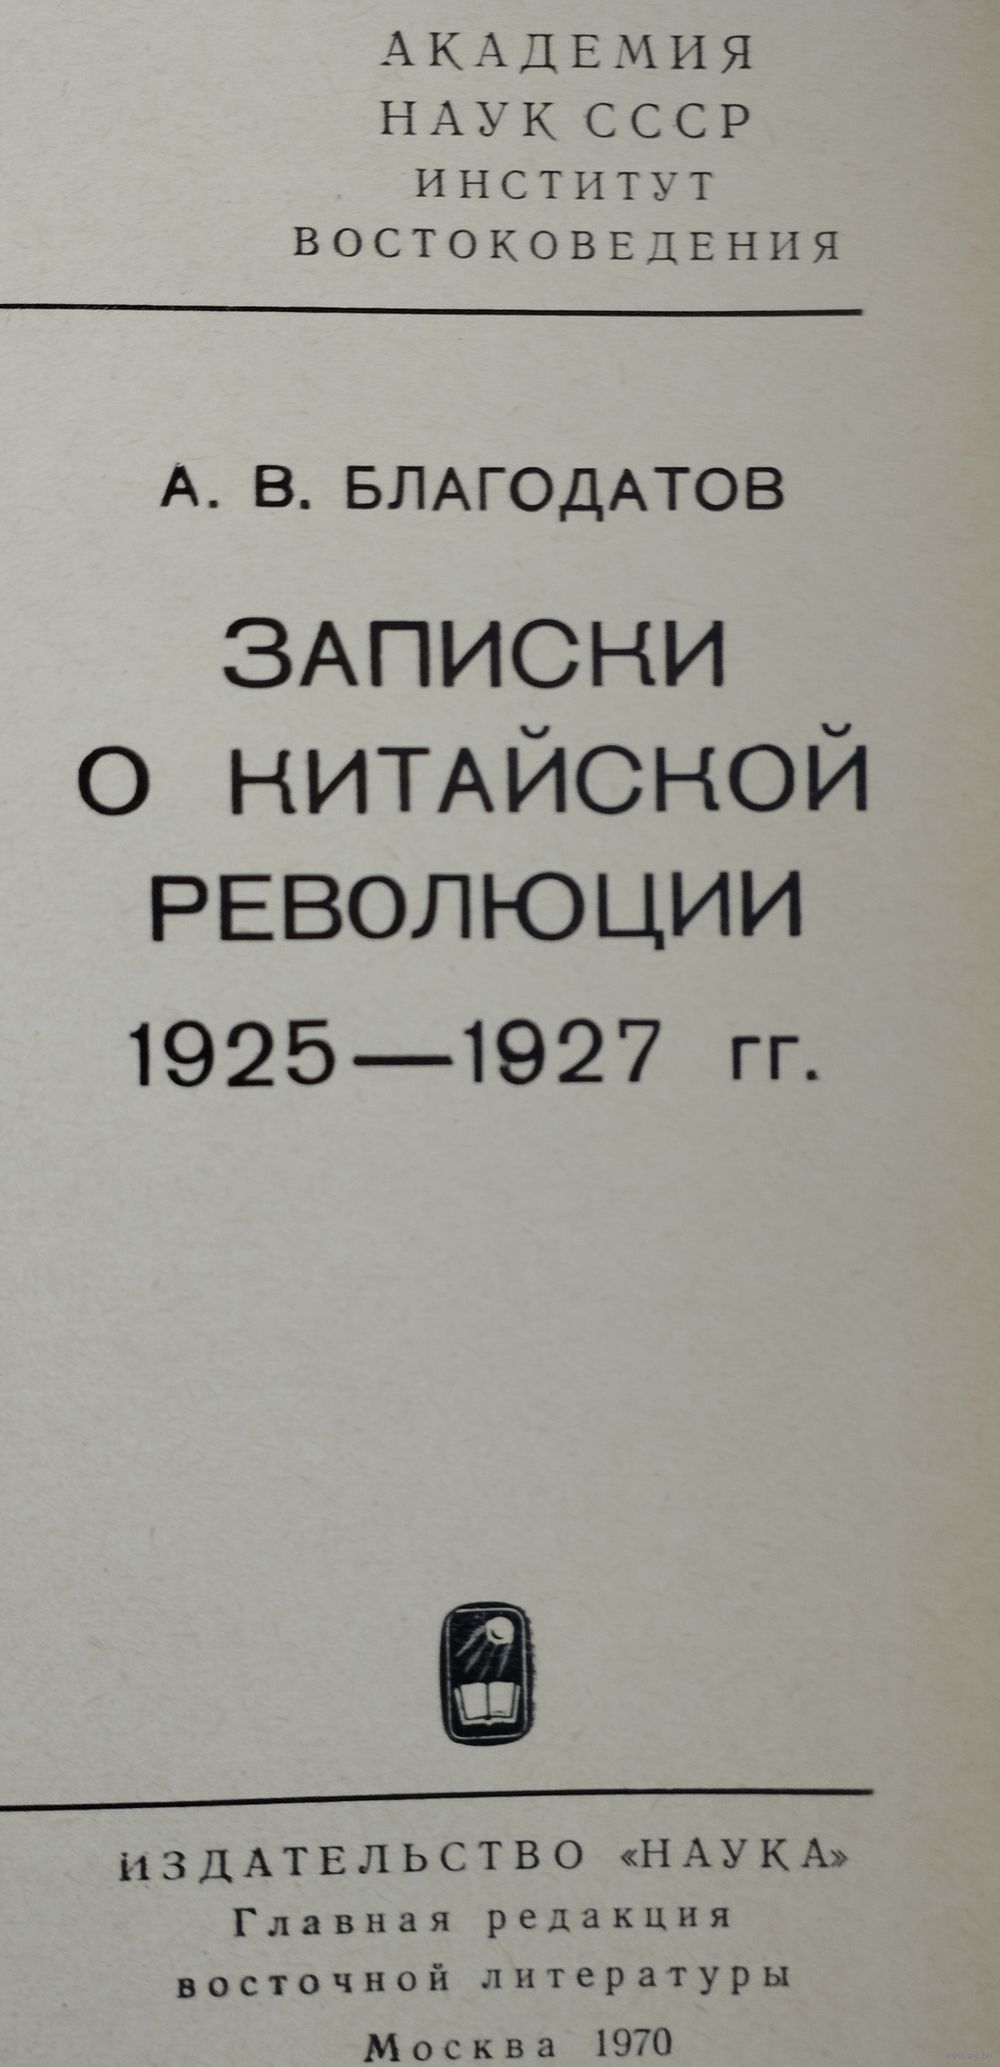 АКАДЕМИЯ
НАУК СССР
ИНСТИТУТ
ВОСТОКОВЕДЕНИЯ
А. В. БЛАГОДАТОВ
ЗАПИСКИ
О КИТАЙСКОЙ
РЕВОЛЮЦИИ
1925—1927 гг.
ИЗДАТЕЛЬСТВО «НАУКА»
Главная редакция
восточной литературы
Москва 1970